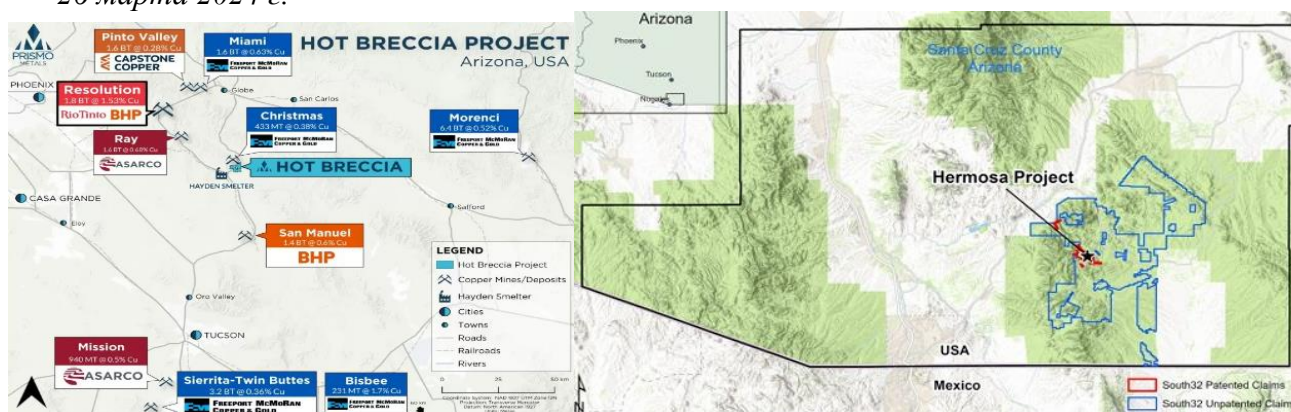 26 марта 2024 г.
PRISMO
METALS
HOT BRECCIA PROJECT
Arizona, USA
Pinto Valley
1.6 BT @ 0.28% Cu
CAPSTONE
COPPER
Miami
1.6 BT @ 0.63% Cu
FREEPORT-MCMORAN
COPPER & GOLD
PHOENIX
Resolution
1.8 BT @ 1.53% Cu
RioTinto BHP
Globe
San Carlos
Ray
1.6 BT @ 0.68% Cu
ASARCO
Christmas
433 MT @ 0.38% Cu
FREEPORT-MCMORAN
COPPER & GOLD
Morenci
6.4 BT @ 0.52% Cu
FREEPORT-MCMORAN
COPPER & GOLD
HOT BRECCIA
HAYDEN SMELTER
CASA GRANDE
Eloy
Safford
San Manuel
1.4 BT @ 0.6% Cu
BHP
Oro Valley
TUCSON
Mission
940 MT @ 0.5% Cu
ASARCO
Sierrita-Twin Buttes
3.2 BT @ 0.36% Cu
FREEPORT-MCMORAN
COPPER & GOLD
Bisbee
231 MT @ 1.7% Cu
LEGEND
Hot Breccia Project
Copper Mines/Deposits
Hayden Smelter
Cities
Towns
Roads
Railroads
Rivers
0 25 50 km
Arizona
Phoenix
Tucson
Nogales
Santa Cruz County
Arizona
Hermosa Project
USA
Mexico
N
South32 Patented Claims
South32 Unpatented Claim